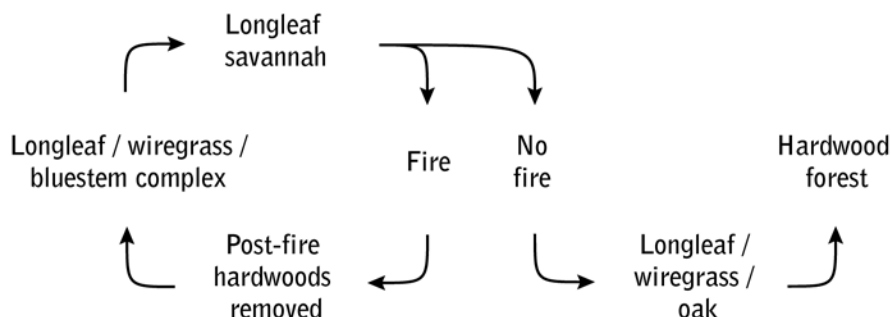 Longleaf
savannah
Longleaf / wiregrass /
bluestem complex
Fire
No
fire
Hardwood
forest
Post-fire
hardwoods
removed
Longleaf /
wiregrass /
oak